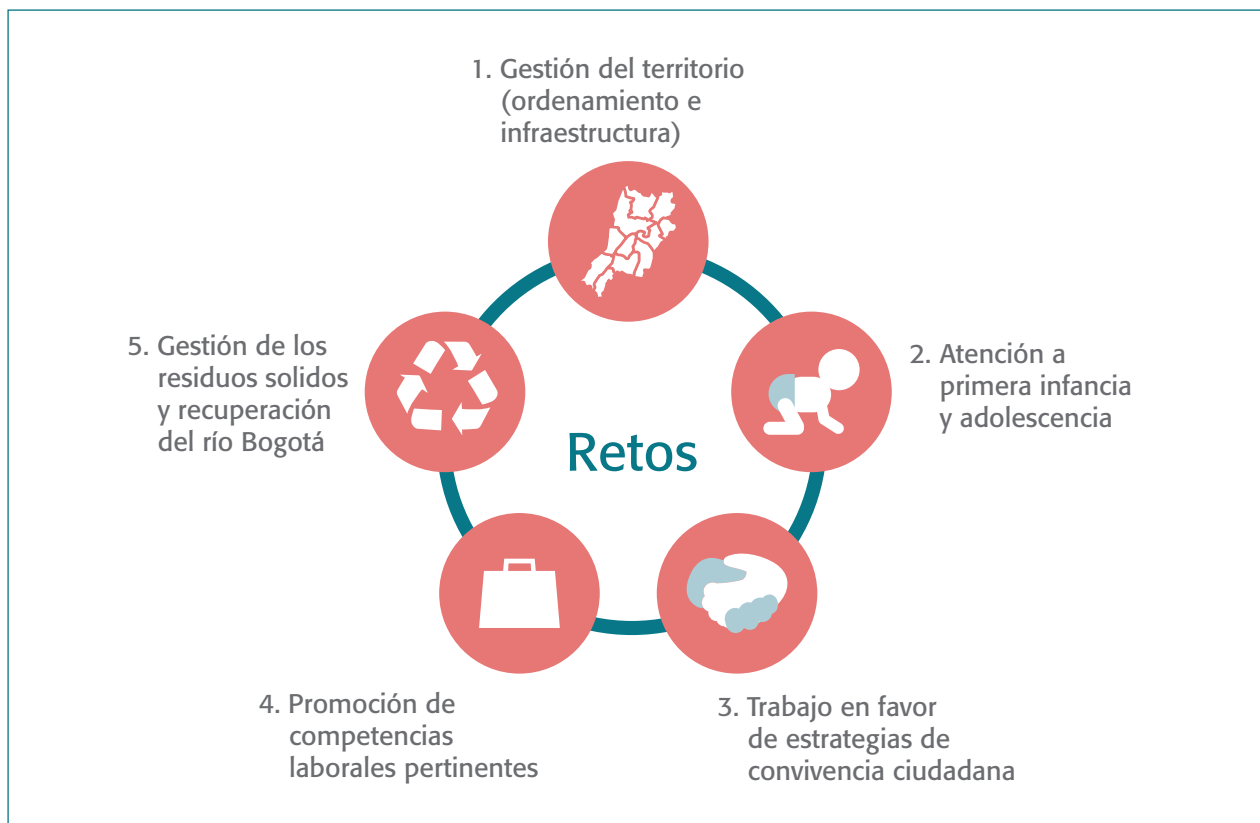 1. Gestión del territorio
(ordenamiento e
infraestructura)
2. Atención a
primera infancia
y adolescencia
3. Trabajo en favor
de estrategias de
convivencia ciudadana
4. Promoción de
competencias
laborales pertinentes
5. Gestión de los
residuos solidos
y recuperación
del río Bogotá
Retos